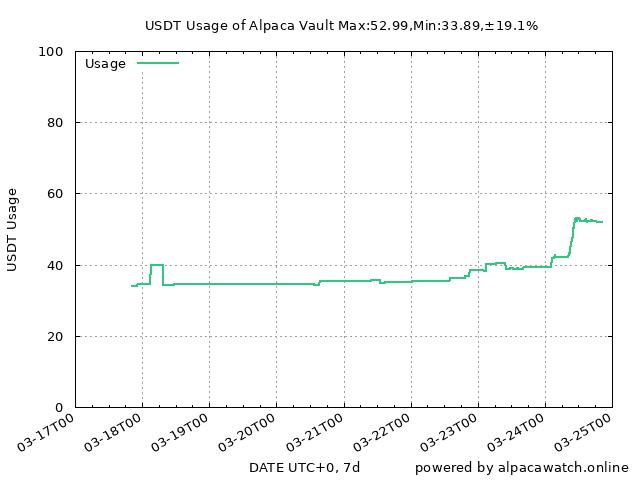 USDT Usage of Alpaca Vault Max:52.99,Min:33.89,±19.1%
100
Usage
80
60
USDT Usage
40
20
0
03-17T00 03-18T00 03-19T00 03-20T00 03-21T00 03-22T00 03-23T00 03-24T00 03-25T00
DATE UTC+0, 7d
powered by alpacawatch.online